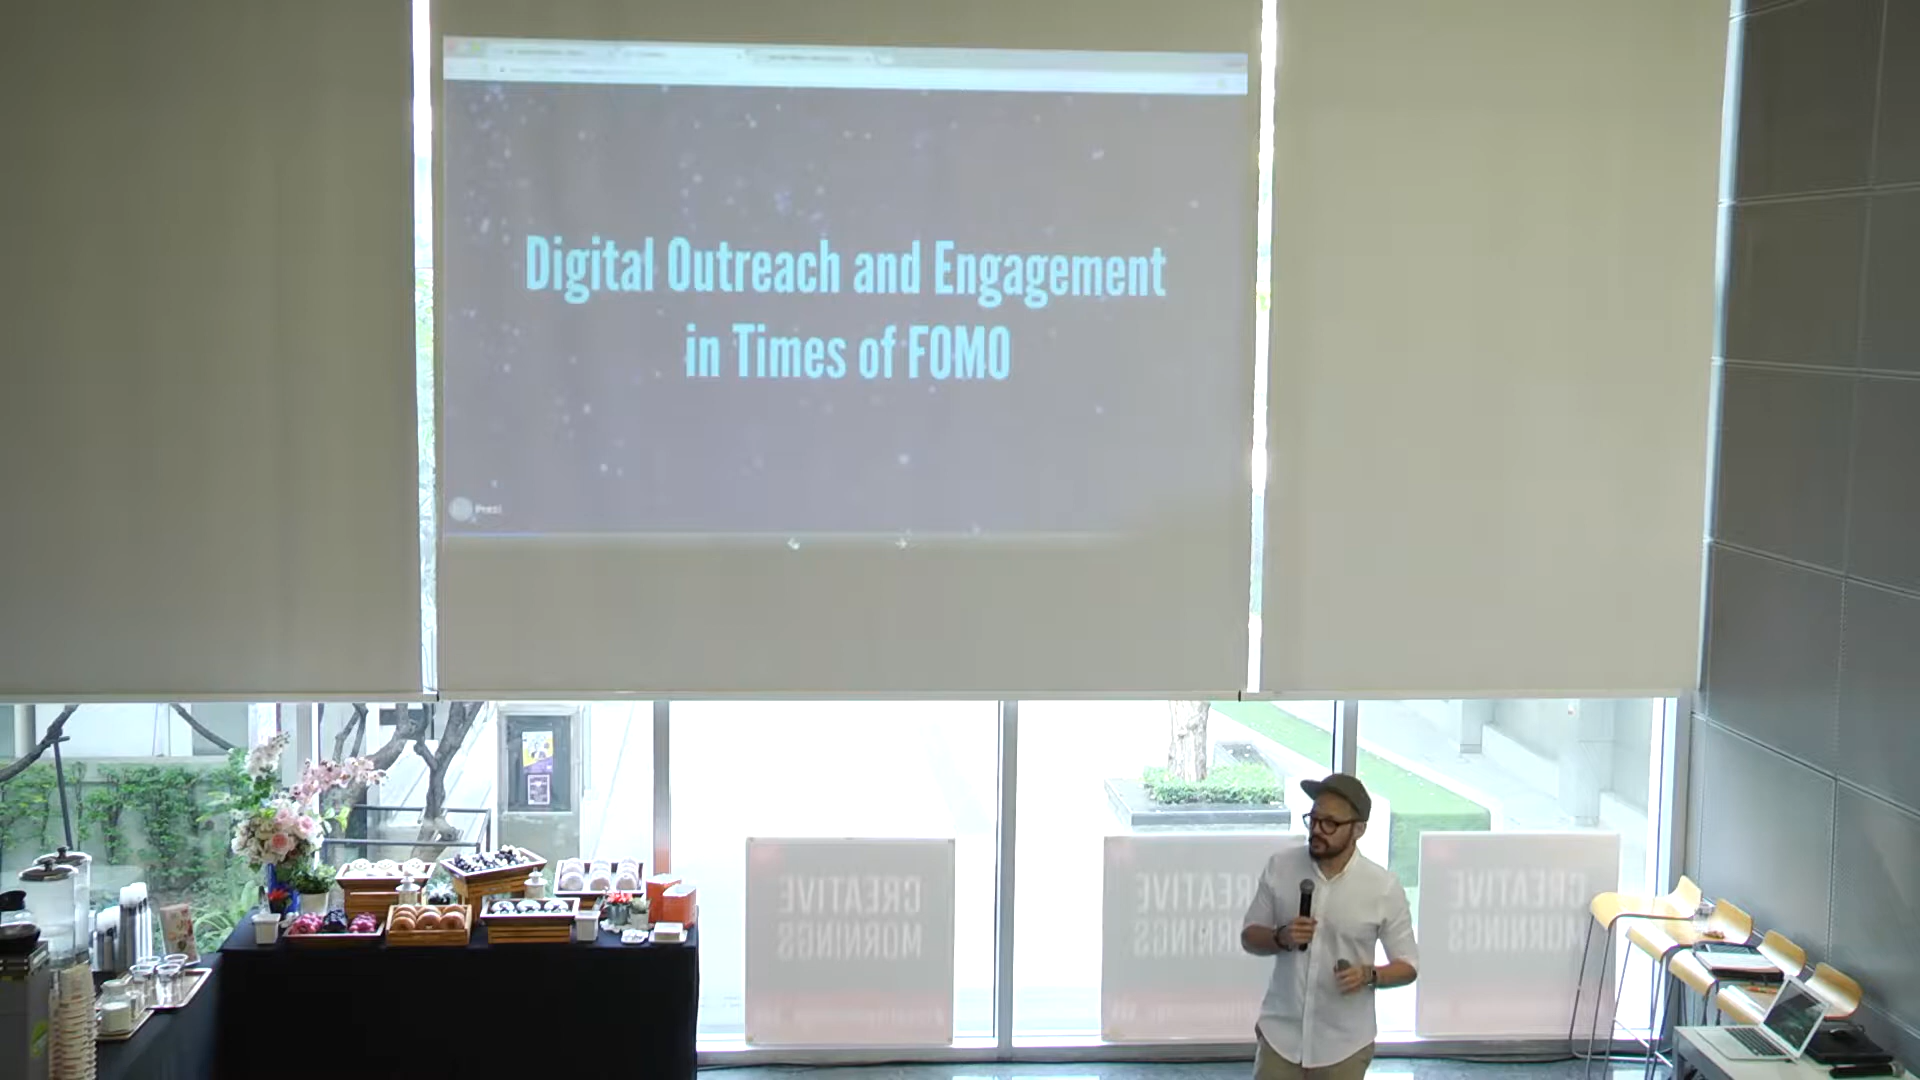 Digital Outreach and Engagement
in Times of FOMO
Prezi
CREATIVE
MORNINGS
CREATIVE
MORNINGS
CREATIVE
MORNINGS